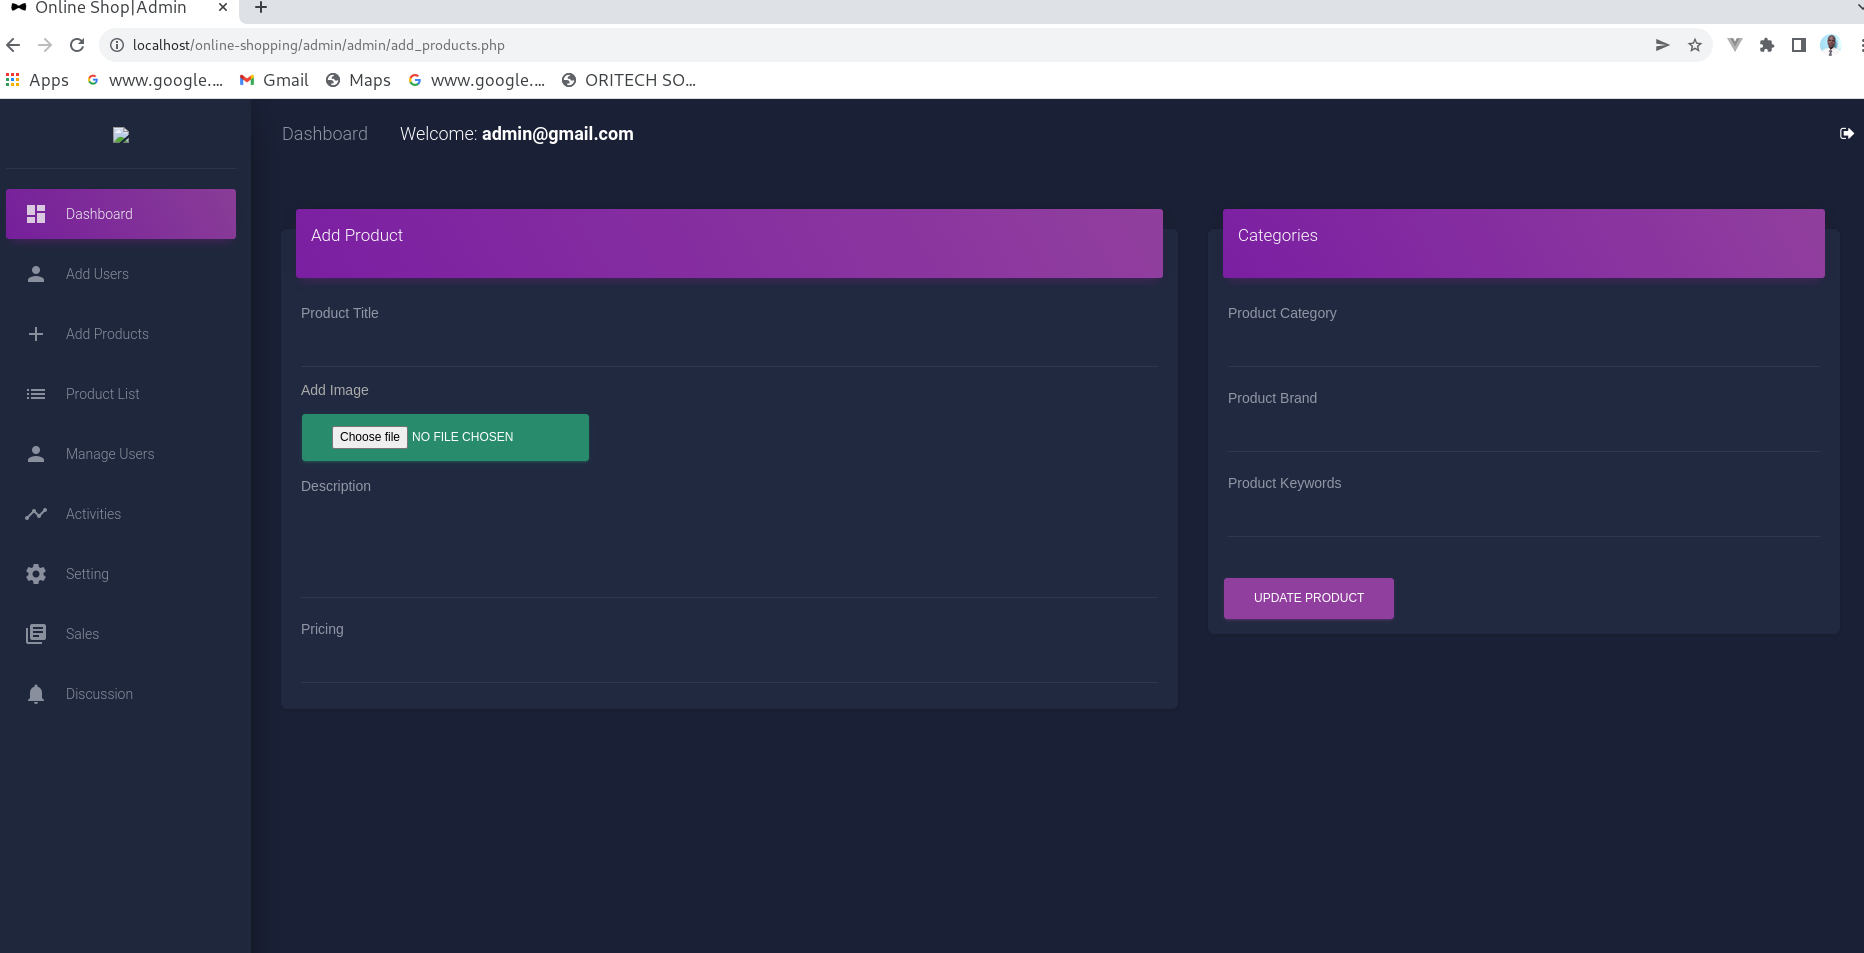 Online Shop|Admin
localhost/online-shopping/admin/admin/add_products.php
Apps www.google.... Gmail Maps www.google.... ORITECH SO...
Dashboard Welcome: admin@gmail.com
Dashboard
Add Users
Add Products
Product List
Manage Users
Activities
Setting
Sales
Discussion
Add Product
Product Title
Add Image
Choose file NO FILE CHOSEN
Description
Pricing
Categories
Product Category
Product Brand
Product Keywords
UPDATE PRODUCT